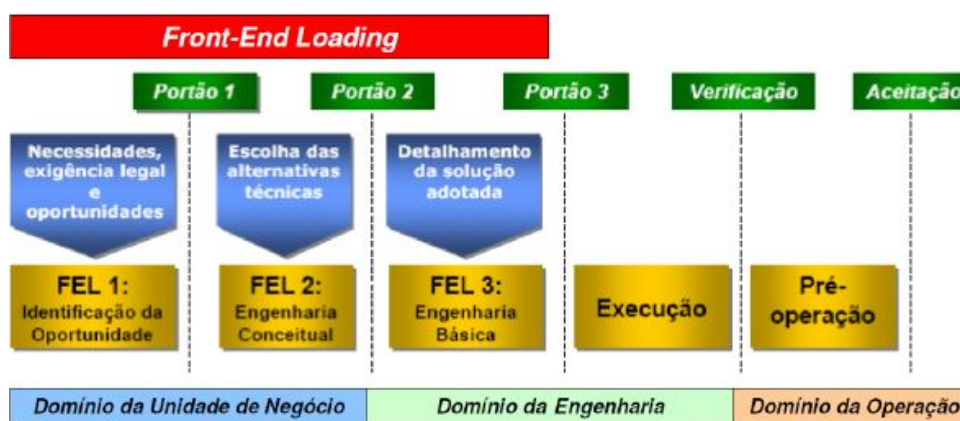 Front-End Loading
Portão 1
Portão 2
Portão 3
Verificação
Aceitação
Necessidades,
exigência legal
e
oportunidades
Escolha das
alternativas
técnicas
Detalhamento
da solução
adotada
FEL 1:
Identificação da
Oportunidade
FEL 2:
Engenharia
Conceitual
FEL 3:
Engenharia
Básica
Execução
Pré-
operação
Domínio da Unidade de Negócio
Domínio da Engenharia
Domínio da Operação